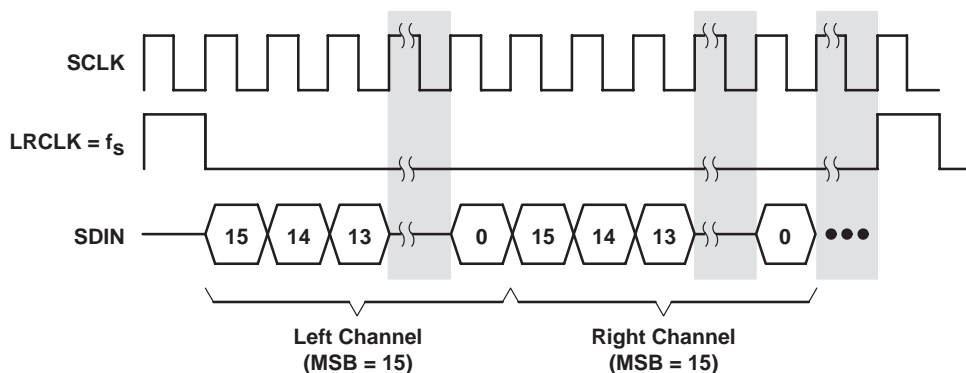 SCLK
LRCLK = fs
SDIN
15 14 13 0 15 14 13 0
Left Channel
(MSB = 15)
Right Channel
(MSB = 15)